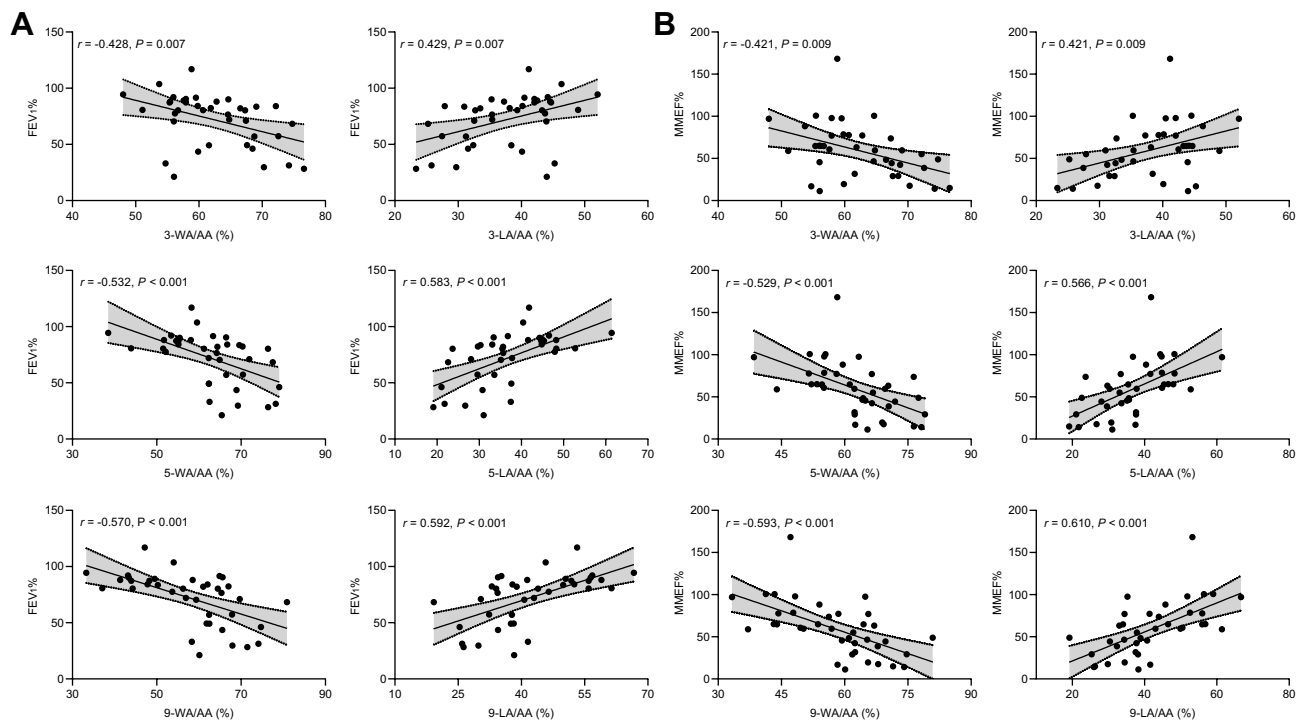 A
B
r = -0.428, P = 0.007
150
100
50
0
FEV1%
40 50 60 70 80
3-WA/AA (%)
r = 0.429, P = 0.007
150
100
50
0
FEV1%
20 30 40 50 60
3-LA/AA (%)
r = -0.421, P = 0.009
200
150
100
50
0
MMEF%
40 50 60 70 80
3-WA/AA (%)
r = 0.421, P = 0.009
200
150
100
50
0
MMEF%
20 30 40 50 60
3-LA/AA (%)
r = -0.532, P < 0.001
150
100
50
0
FEV1%
30 50 70 90
5-WA/AA (%)
r = 0.583, P < 0.001
150
100
50
0
FEV1%
10 20 30 40 50 60 70
5-LA/AA (%)
r = -0.529, P < 0.001
200
150
100
50
0
MMEF%
30 45 60 75 90
5-WA/AA (%)
r = 0.566, P < 0.001
200
150
100
50
0
MMEF%
20 40 60 80
5-LA/AA (%)
r = -0.570, P < 0.001
150
100
50
0
FEV1%
30 50 70 90
9-WA/AA (%)
r = 0.592, P < 0.001
150
100
50
0
FEV1%
10 25 40 55 70
9-LA/AA (%)
r = -0.593, P < 0.001
200
150
100
50
0
MMEF%
30 45 60 75 90
9-WA/AA (%)
r = 0.610, P < 0.001
200
150
100
50
0
MMEF%
20 40 60 80
9-LA/AA (%)